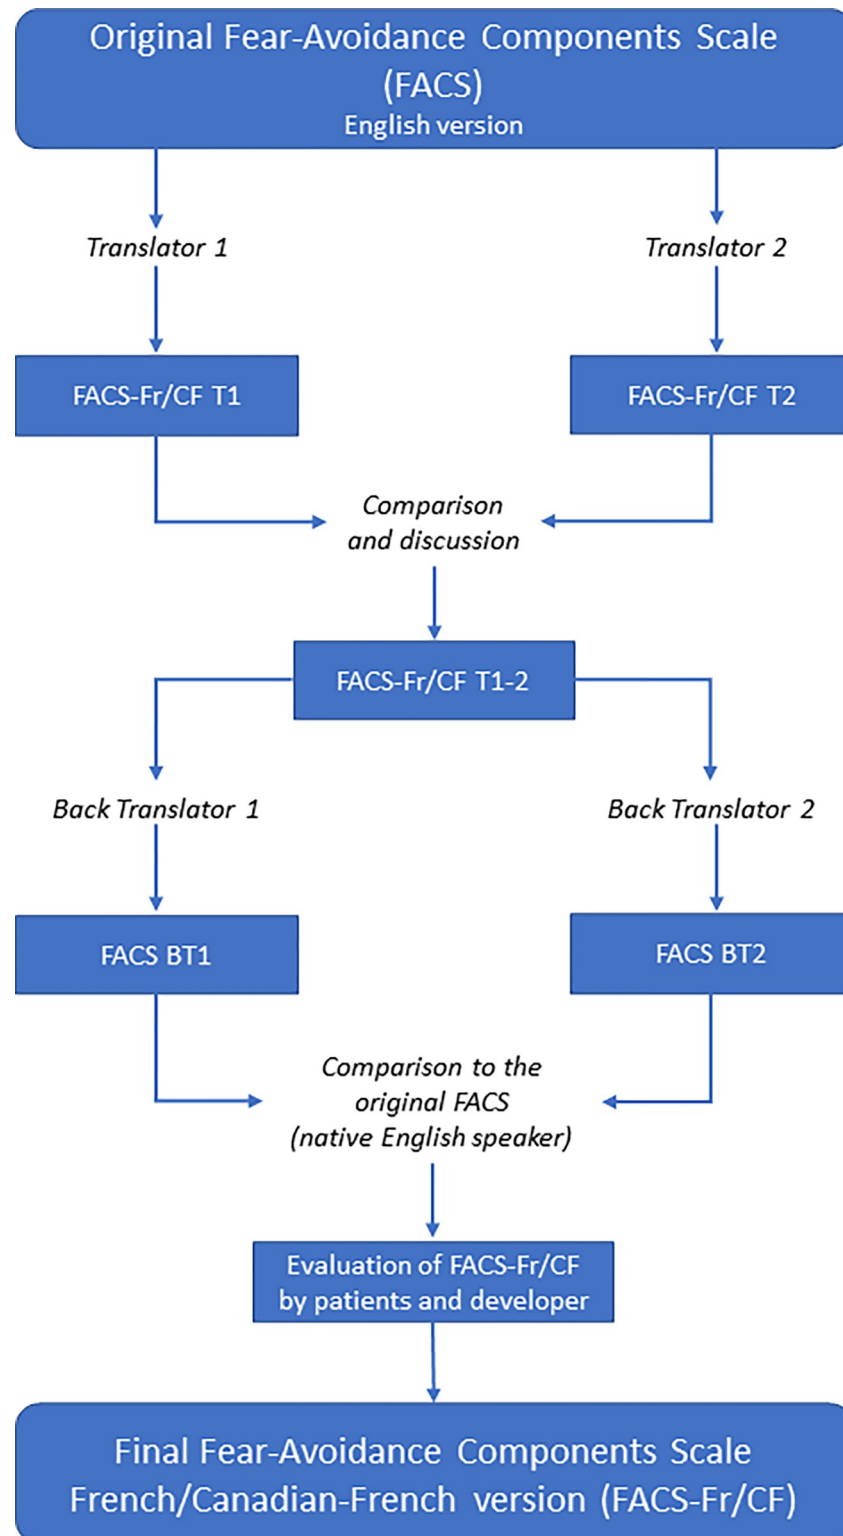 Original Fear-Avoidance Components Scale
(FACS)
English version
Translator 1
Translator 2
FACS-Fr/CF T1
FACS-Fr/CF T2
Comparison
and discussion
FACS-Fr/CF T1-2
Back Translator 1
Back Translator 2
FACS BT1
FACS BT2
Comparison to the
original FACS
(native English speaker)
Evaluation of FACS-Fr/CF
by patients and developer
Final Fear-Avoidance Components Scale
French/Canadian-French version (FACS-Fr/CF)